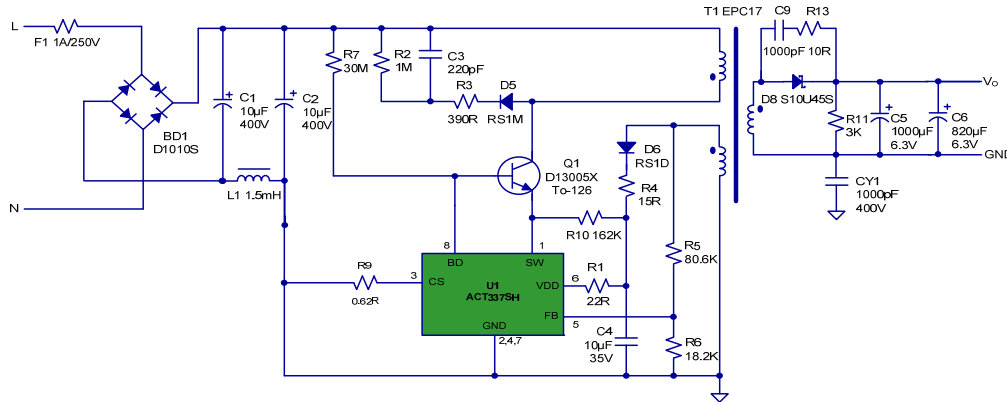 L
F1 1A/250V
N
BD1
D1010S
C1
10µF
400V
L1 1.5mH
C2
10µF
400V
R7
30M
R2
1M
C3
220pF
R3
390R
D5
RS1M
Q1
D13005X
To-126
R10 162K
D6
RS1D
R4
15R
T1 EPC17
C9
1000pF
R13
10R
D8 S10U45S
R11
3K
C5
1000µF
6.3V
C6
820µF
6.3V
Vo
GND
CY1
1000pF
400V
R9
0.62R
3
CS
8
BD
1
SW
U1
ACT337SH
VDD
6
FB
5
GND
2,4,7
R1
22R
C4
10µF
35V
R5
80.6K
R6
18.2K